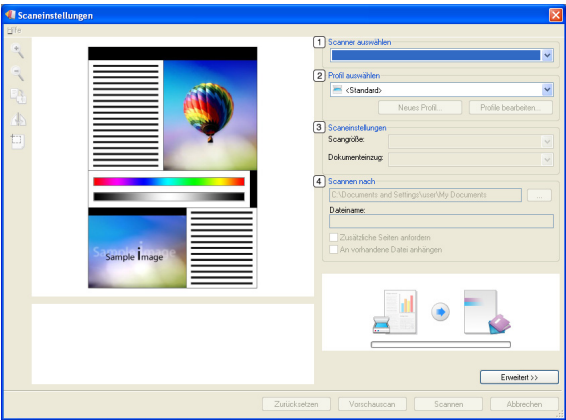 Scaneinstellungen
Hilfe
1 Scanner auswählen
2 Profil auswählen
<Standard>
Neues Profil... Profile bearbeiten...
3 Scaneinstellungen
Scangröße:
Dokumenteinzug:
4 Scannen nach
C:\Documents and Settings\user\My Documents ...
Dateiname:
Zusätzliche Seiten anfordern
An vorhandene Datei anhängen
Sample image
Sample image
Erweitert >>
Zurücksetzen Vorschauscan Scannen Abbrechen